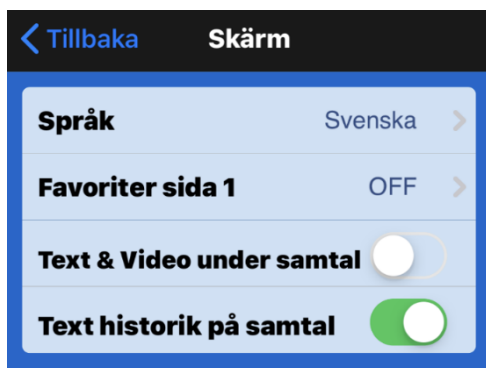 Tillbaka Skärm
Språk Svenska
Favoriter sida 1 OFF
Text & Video under samtal
Text historik på samtal